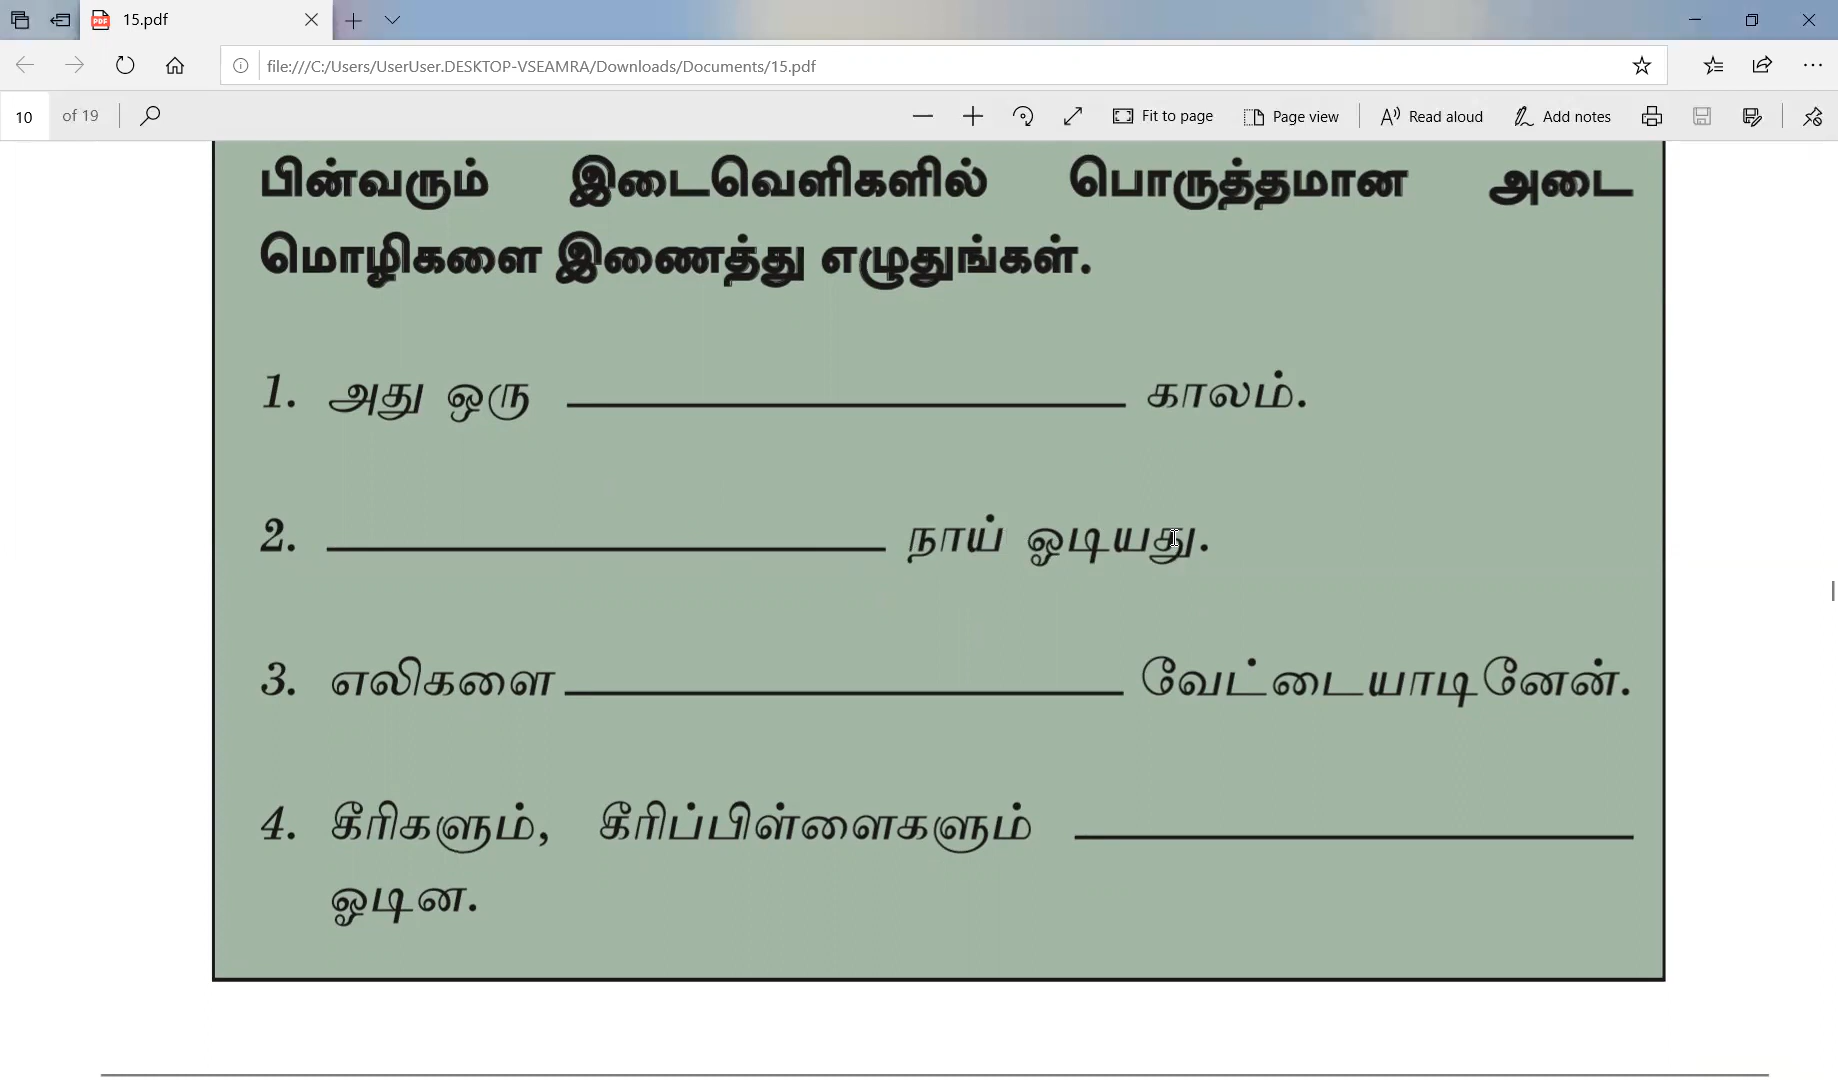 15.pdf
file:///C:/Users/UserUser.DESKTOP-VSEAMRA/Downloads/Documents/15.pdf
10 of 19 Fit to page Page view Read aloud Add notes
பின்வரும் இடைவெளிகளில் பொருத்தமான அடை
மொழிகளை இணைத்து எழுதுங்கள்.
1. அது ஒரு ____________ காலம்.
2. ____________ நாய் ஓடியது.
3. எலிகளை ____________ வேட்டையாடினேன்.
4. கீரிகளும், கீரிப்பிள்ளைகளும் ____________
ஓடின.